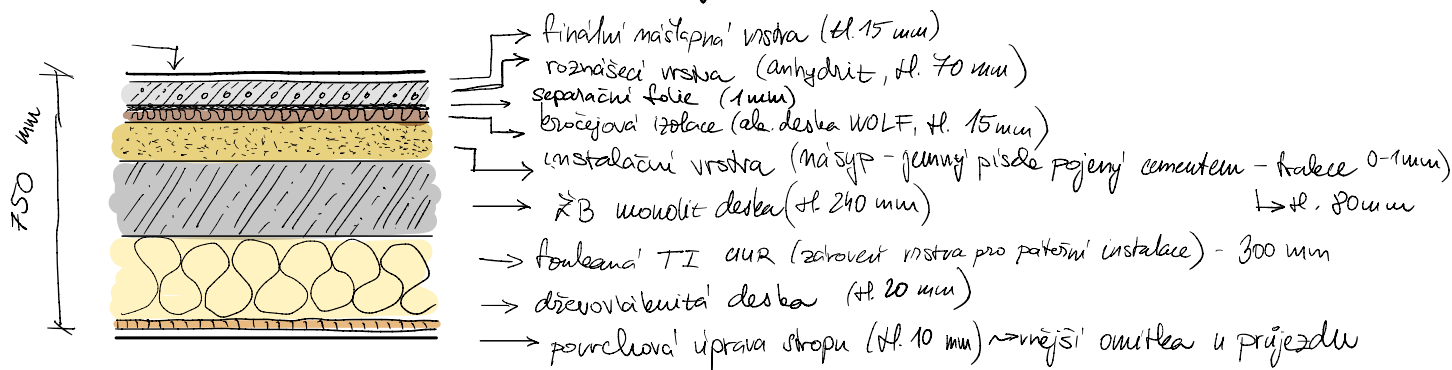 finální nášlapná vrstva (tl. 15 mm)
roznášecí vrstva (anhydrit, tl. 70 mm)
separační folie (1 mm)
kročejová izolace (ak. deska WOLF, tl. 15 mm)
instalační vrstva (násyp - jemný písek pojený cementem - frakce 0-1 mm)
tl. 80 mm
ŽB monolit deska (tl. 240 mm)
foukaná TI CIUR (zároveň vrstva pro páteřní instalace) - 300 mm
dřevovláknitá deska (tl. 20 mm)
povrchová úprava stropu (tl. 10 mm) vnější omítka u průjezdu
750 mm